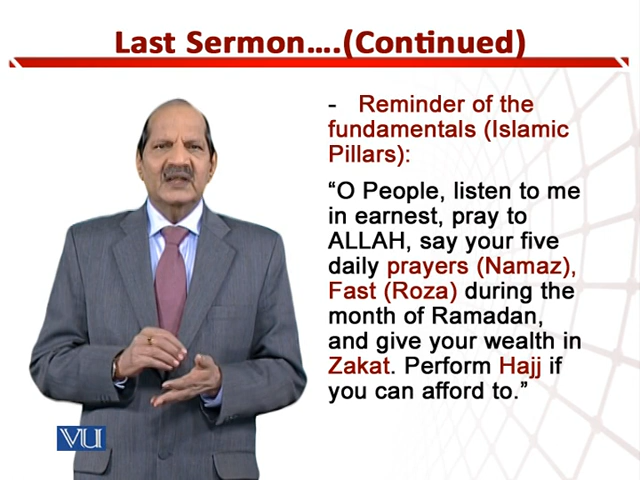 Last Sermon….(Continued)
- Reminder of the
fundamentals (Islamic
Pillars):
“O People, listen to me
in earnest, pray to
ALLAH, say your five
daily prayers (Namaz),
Fast (Roza) during the
month of Ramadan,
and give your wealth in
Zakat. Perform Hajj if
you can afford to.”
VU